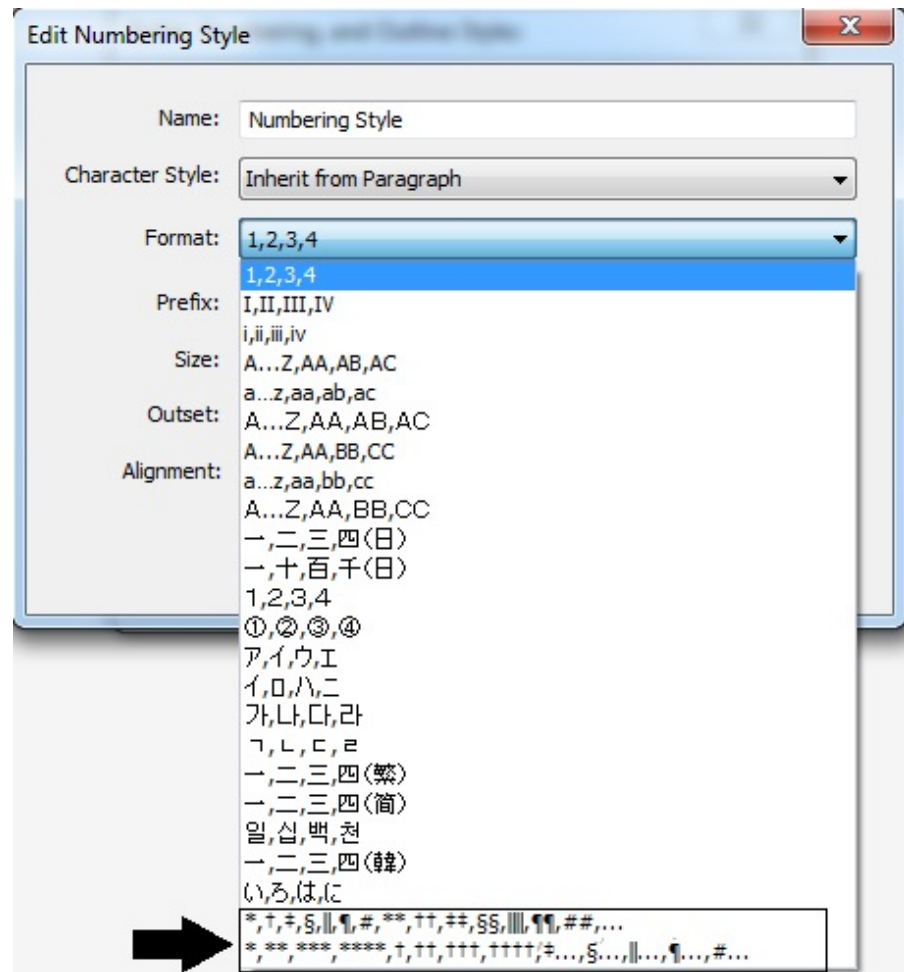 Edit Numbering Style
Name: Numbering Style
Character Style: Inherit from Paragraph
Format: 1,2,3,4
1,2,3,4
Prefix:
I,II,III,IV
i,ii,iii,iv
Size:
A...Z,AA,AB,AC
a...z,aa,ab,ac
Outset:
A...Z,AA,AB,AC
A...Z,AA,BB,CC
Alignment:
a...z,aa,bb,cc
A...Z,AA,BB,CC
一,二,三,四(日)
一,十,百,千(日)
1,2,3,4
①,②,③,④
ア,イ,ウ,エ
イ,ロ,ハ,ニ
가,나,다,라
ㄱ,ㄴ,ㄷ,ㄹ
一,二,三,四(繁)
一,二,三,四(简)
일,십,백,천
一,二,三,四(韓)
い,ろ,は,に
*,†,‡,§,‖,¶,#,**,††,‡‡,§§,‖‖,¶¶,##,...
*,**,***,****,†,††,†††,††††,‡...,§...,‖...,¶...,#...